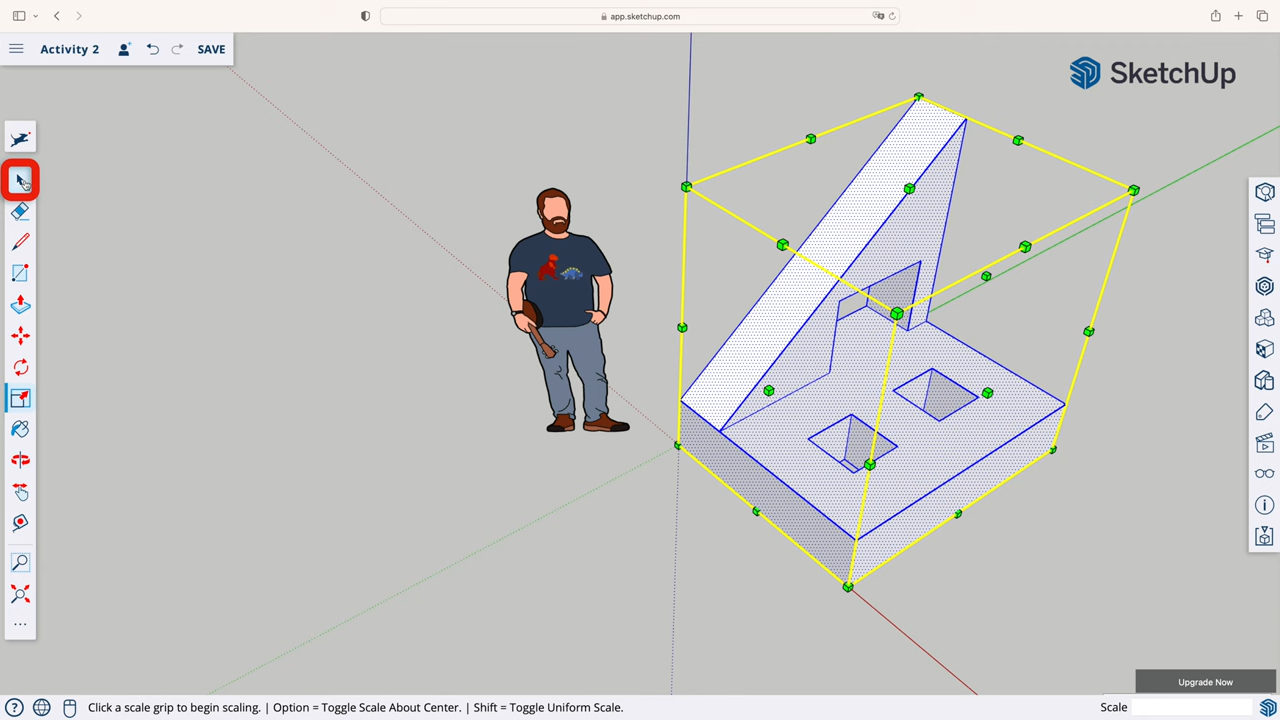 app.sketchup.com
Activity 2
SAVE
SketchUp
Upgrade Now
Click a scale grip to begin scaling. | Option = Toggle Scale About Center. | Shift = Toggle Uniform Scale.
Scale